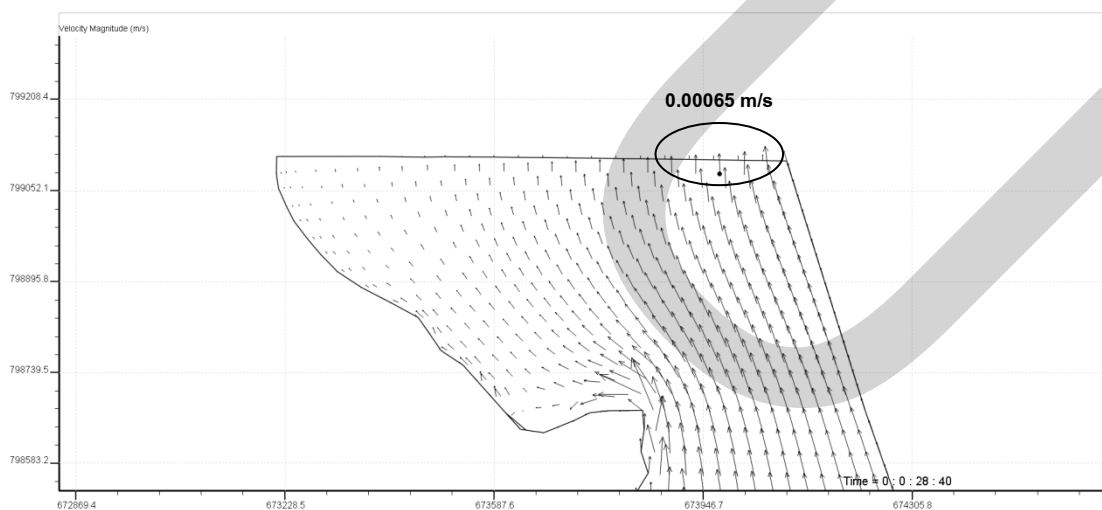 Velocity Magnitude (m/s)
799208.4
0.00065 m/s
799052.1
798895.8
798739.5
798583.2
Time = 0 : 0 : 28 : 40
672869.4 673228.5 673587.6 673946.7 674305.8